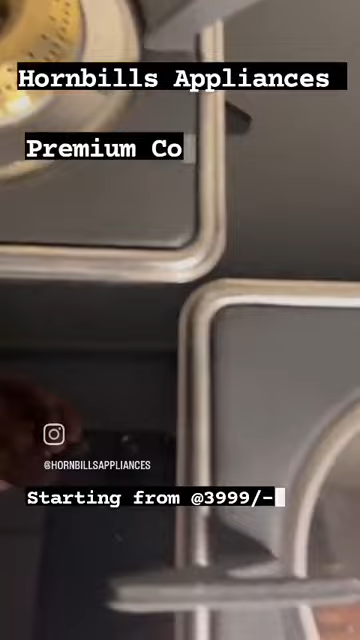 Hornbills Appliances
Premium Co
@HORNBILLSAPPLIANCES
Starting from @3999/-